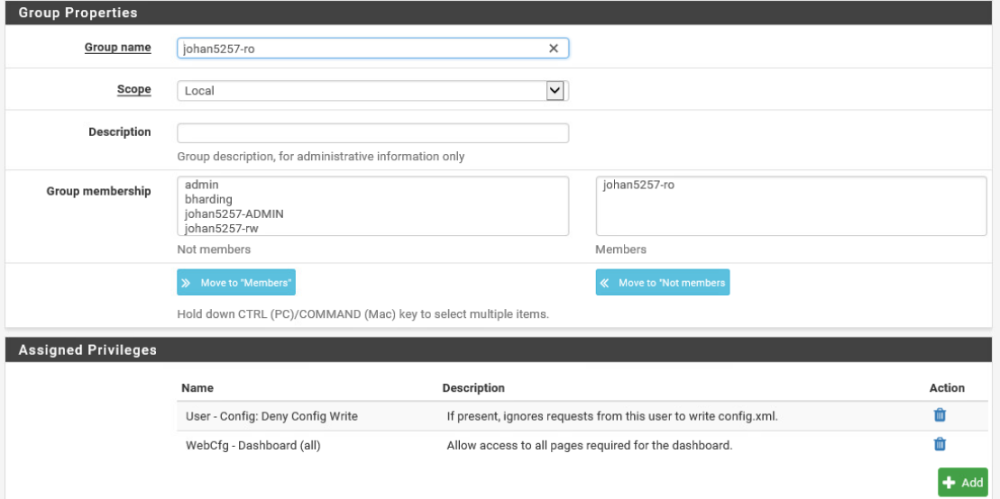 Group Properties
Group name johan5257-ro
Scope Local
Description
Group description, for administrative information only
Group membership admin johan5257-ro
bharding
johan5257-ADMIN
johan5257-rw
Not members Members
Move to "Members" Move to "Not members
Hold down CTRL (PC)/COMMAND (Mac) key to select multiple items.
Assigned Privileges
Name Description Action
User - Config: Deny Config Write If present, ignores requests from this user to write config.xml.
WebCfg - Dashboard (all) Allow access to all pages required for the dashboard.
Add